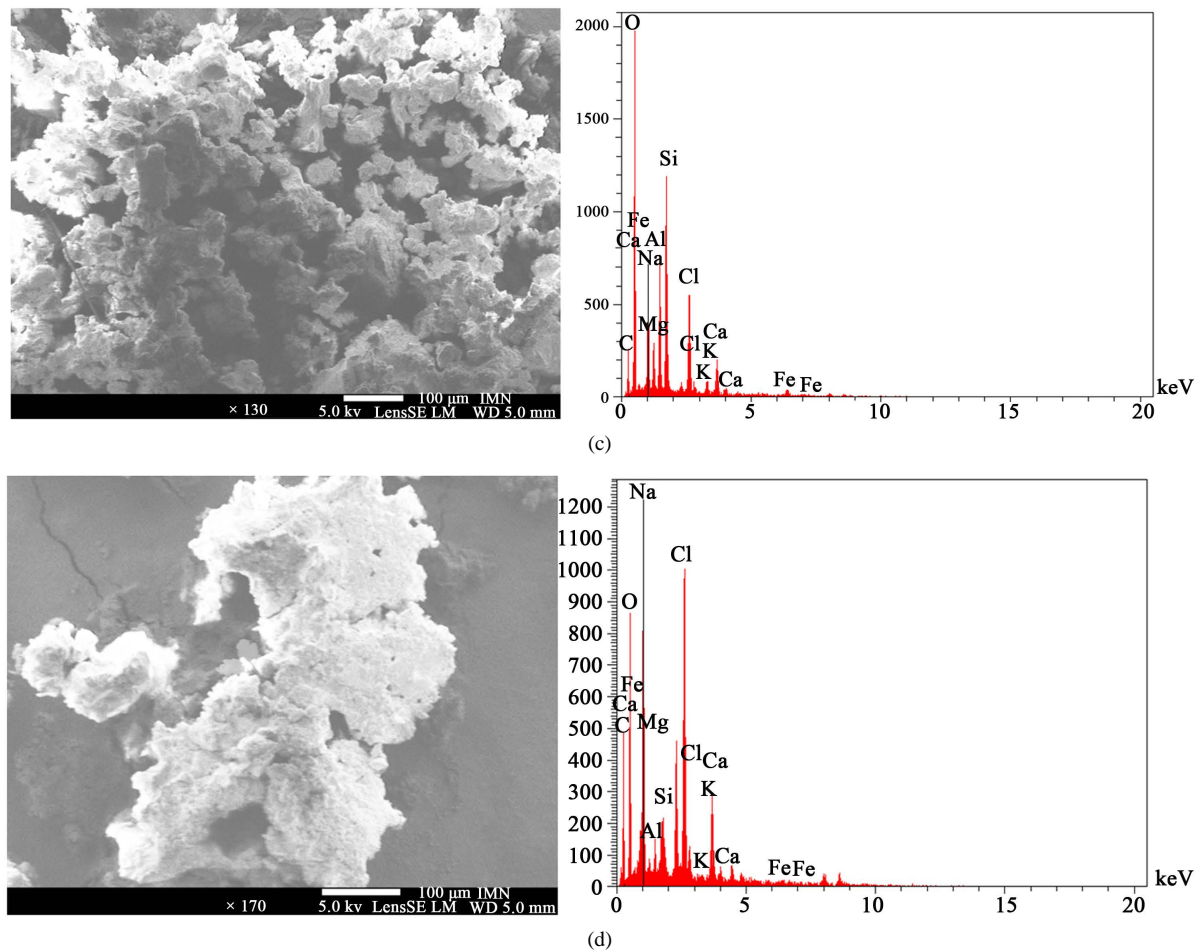 2000
O
1500
Si
1000
Fe
Ca Al
Na
Cl
500
Mg Ca
C Cl K
K Ca Fe Fe
0
0 5 10 15 20 keV
100 μm IMN
× 130 5.0 kv LensSE LM WD 5.0 mm
(c)
Na
1200
1100
Cl
1000
900 O
800
700
Fe
600 Ca
C Mg
500
400 Cl Ca
300 Si K
200 Al
100 K Ca Fe Fe
0
0 5 10 15 20 keV
100 μm IMN
× 170 5.0 kv LensSE LM WD 5.0 mm
(d)